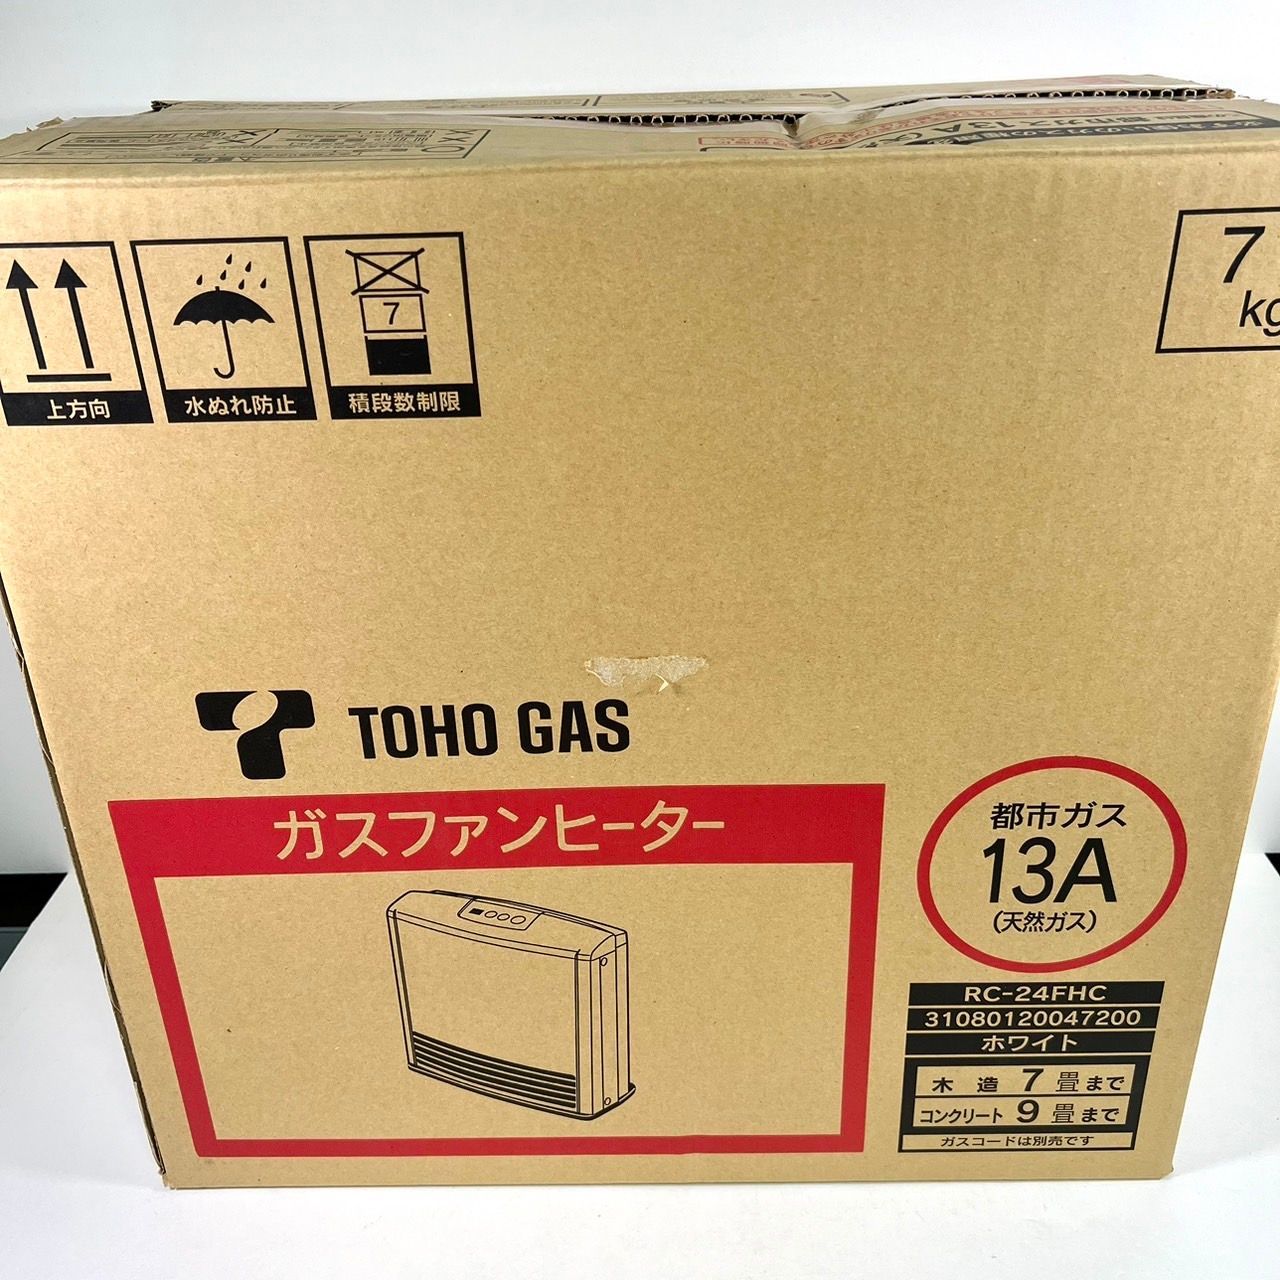 7
kg
7
上方向
水ぬれ防止
積段数制限
TOHO GAS
ガスファンヒーター
都市ガス
13A
(天然ガス)
RC-24FHC
31080120047200
ホワイト
木 造 7 畳まで
コンクリート 9 畳まで
ガスコードは別売です